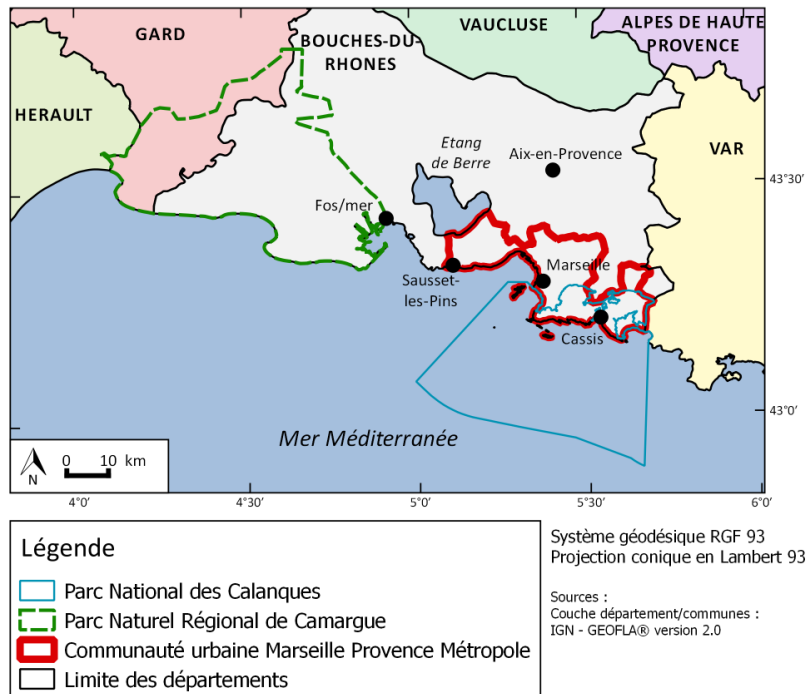 GARD
BOUCHES-DU-
RHONES
VAUCLUSE
ALPES DE HAUTE
PROVENCE
HERAULT
VAR
Etang
de Berre
Aix-en-Provence
43°30'
Fos/mer
Marseille
Sausset-
les-Pins
Cassis
43°0'
Mer Méditerranée
N
0 10 km
4°0'
4°30'
5°0'
5°30'
6°0'
Légende
Parc National des Calanques
Parc Naturel Régional de Camargue
Communauté urbaine Marseille Provence Métropole
Limite des départements
Système géodésique RGF 93
Projection conique en Lambert 93
Sources :
Couche département/communes :
IGN - GEOFLA® version 2.0